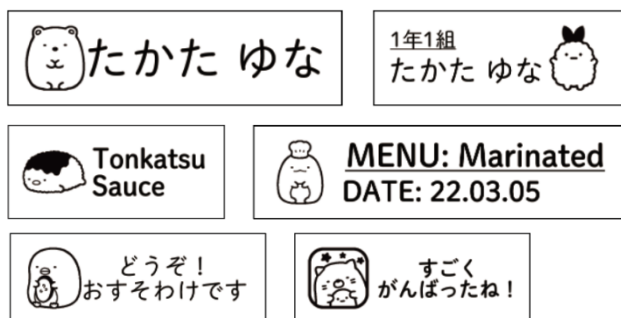 たかた ゆな
1年1組
たかた ゆな
Tonkatsu
Sauce
MENU: Marinated
DATE: 22.03.05
どうぞ！
おすそわけです
すごく
がんばったね！